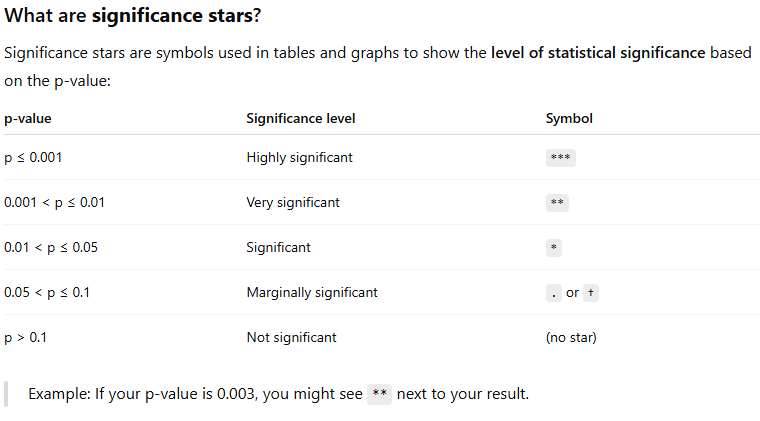 What are significance stars?
Significance stars are symbols used in tables and graphs to show the level of statistical significance based
on the p-value:
p-value Significance level Symbol
p ≤ 0.001 Highly significant ***
0.001 < p ≤ 0.01 Very significant **
0.01 < p ≤ 0.05 Significant *
0.05 < p ≤ 0.1 Marginally significant . or †
p > 0.1 Not significant (no star)
Example: If your p-value is 0.003, you might see ** next to your result.